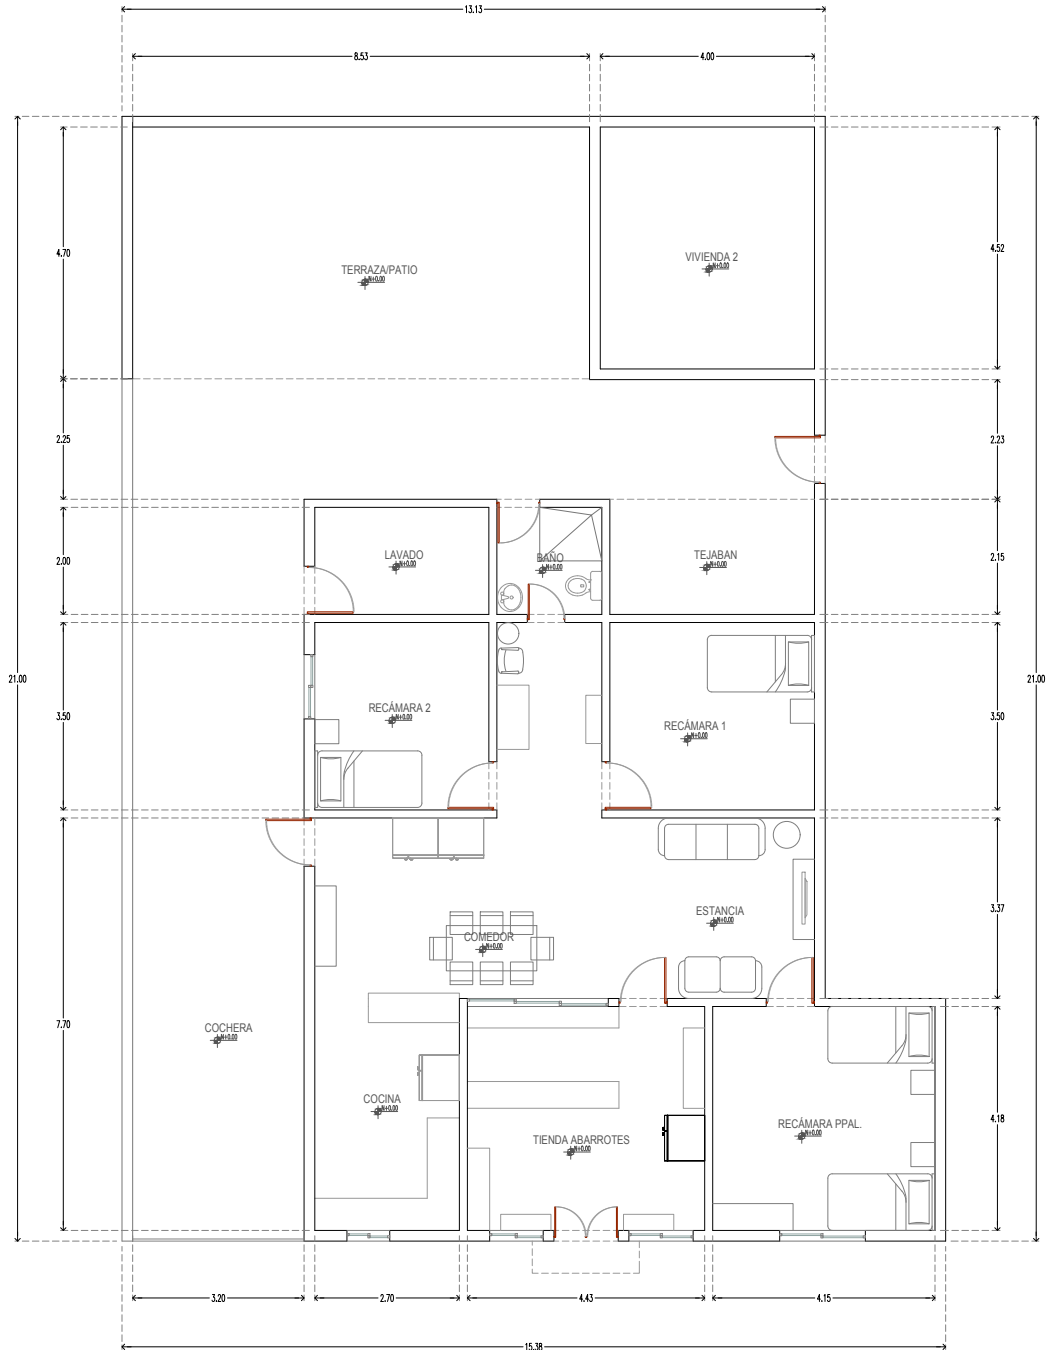 13.13
8.53
4.00
4.70
4.52
TERRAZA/PATIO
N+0.00
VIVIENDA 2
N+0.00
2.25
2.23
LAVADO
N+0.00
BAÑO
N+0.00
TEJABAN
N+0.00
2.00
2.15
21.00
21.00
RECÁMARA 2
N+0.00
RECÁMARA 1
N+0.00
3.50
3.50
ESTANCIA
N+0.00
3.37
COMEDOR
N+0.00
7.70
COCHERA
N+0.00
COCINA
N+0.00
TIENDA ABARROTES
N+0.00
RECÁMARA PPAL.
N+0.00
4.18
3.20
2.70
4.43
4.15
15.38